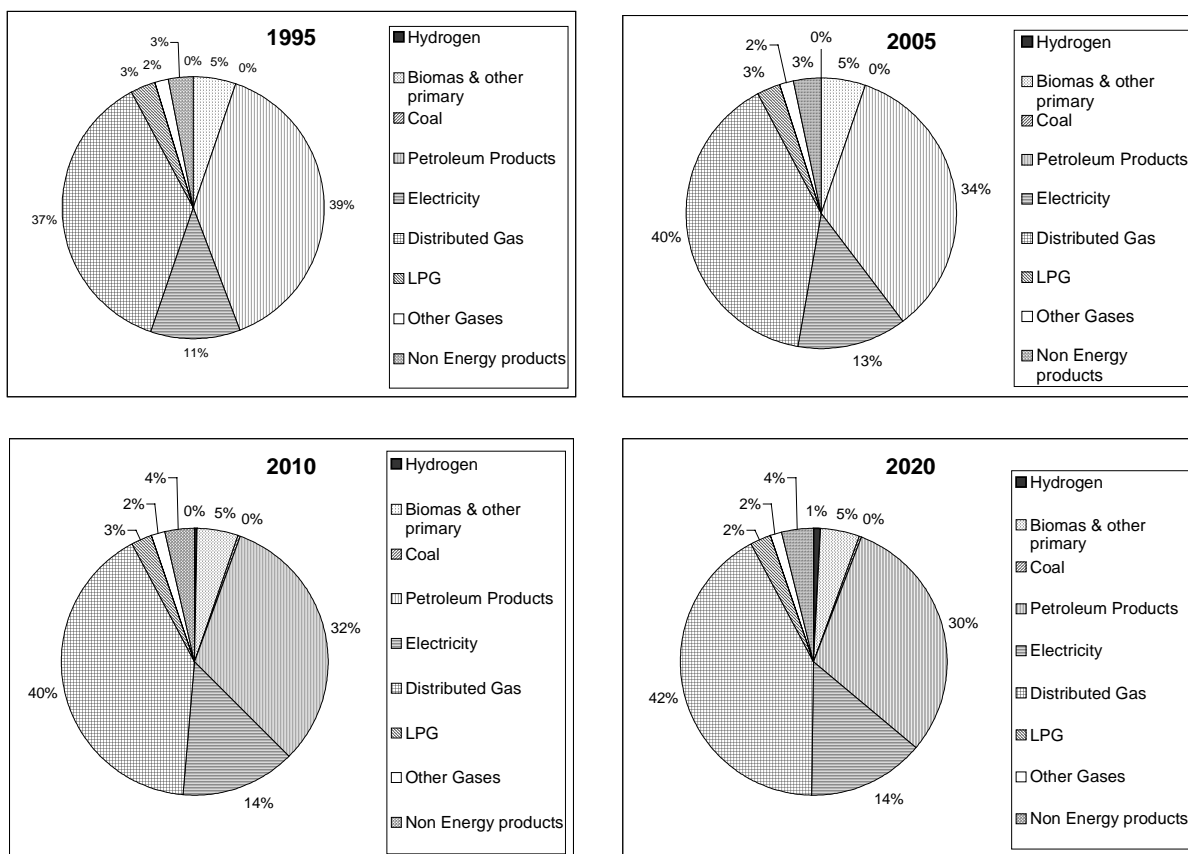 1995
3%
0%
5%
0%
2%
3%
39%
37%
11%
Hydrogen
Biomas & other
primary
Coal
Petroleum Products
Electricity
Distributed Gas
LPG
Other Gases
Non Energy products
2005
0%
2%
3%
5%
0%
3%
34%
40%
13%
Hydrogen
Biomas & other
primary
Coal
Petroleum Products
Electricity
Distributed Gas
LPG
Other Gases
Non Energy
products
2010
4%
0%
5%
0%
2%
3%
32%
40%
14%
Hydrogen
Biomas & other
primary
Coal
Petroleum Products
Electricity
Distributed Gas
LPG
Other Gases
Non Energy products
2020
4%
1%
5%
0%
2%
2%
30%
42%
14%
Hydrogen
Biomas & other
primary
Coal
Petroleum Products
Electricity
Distributed Gas
LPG
Other Gases
Non Energy products